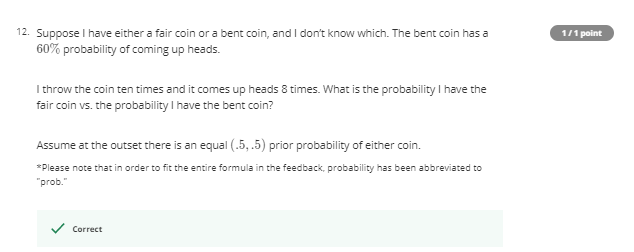 12. Suppose I have either a fair coin or a bent coin, and I don't know which. The bent coin has a
1 / 1 point
60% probability of coming up heads.
I throw the coin ten times and it comes up heads 8 times. What is the probability I have the
fair coin vs. the probability I have the bent coin?
Assume at the outset there is an equal (.5, .5) prior probability of either coin.
*Please note that in order to fit the entire formula in the feedback, probability has been abbreviated to
"prob."
Correct